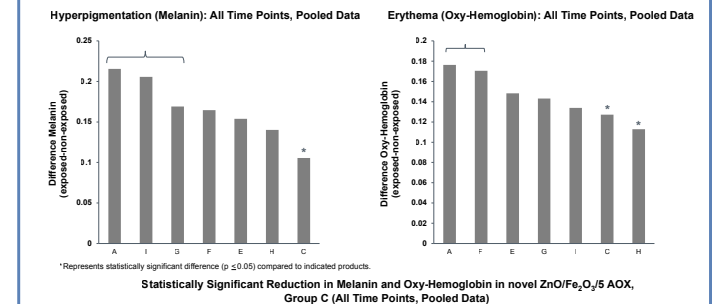 Hyperpigmentation (Melanin): All Time Points, Pooled Data
Difference Melanin
(exposed-non-exposed)
0.25
0.2
0.15
0.1
0.05
0
*
A I G F E H C
Erythema (Oxy-Hemoglobin): All Time Points, Pooled Data
Difference Oxy-Hemoglobin
(exposed-non-exposed)
0.2
0.18
0.16
0.14
0.12
0.1
0.08
0.06
0.04
0.02
0
*
*
A F E G I C H
*Represents statistically significant difference (p ≤0.05) compared to indicated products.
Statistically Significant Reduction in Melanin and Oxy-Hemoglobin in novel ZnO/Fe₂O₃/5 AOX,
Group C (All Time Points, Pooled Data)